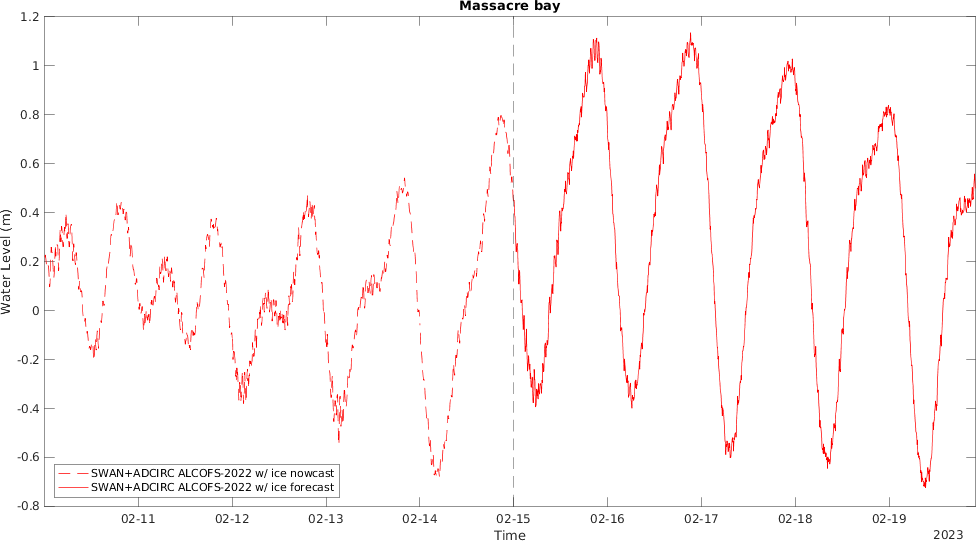 Massacre bay
1.2
1
0.8
0.6
0.4
0.2
0
-0.2
-0.4
-0.6
-0.8
Water Level (m)
SWAN+ADCIRC ALCOFS-2022 w/ ice nowcast
SWAN+ADCIRC ALCOFS-2022 w/ ice forecast
02-11 02-12 02-13 02-14 02-15 02-16 02-17 02-18 02-19
Time
2023